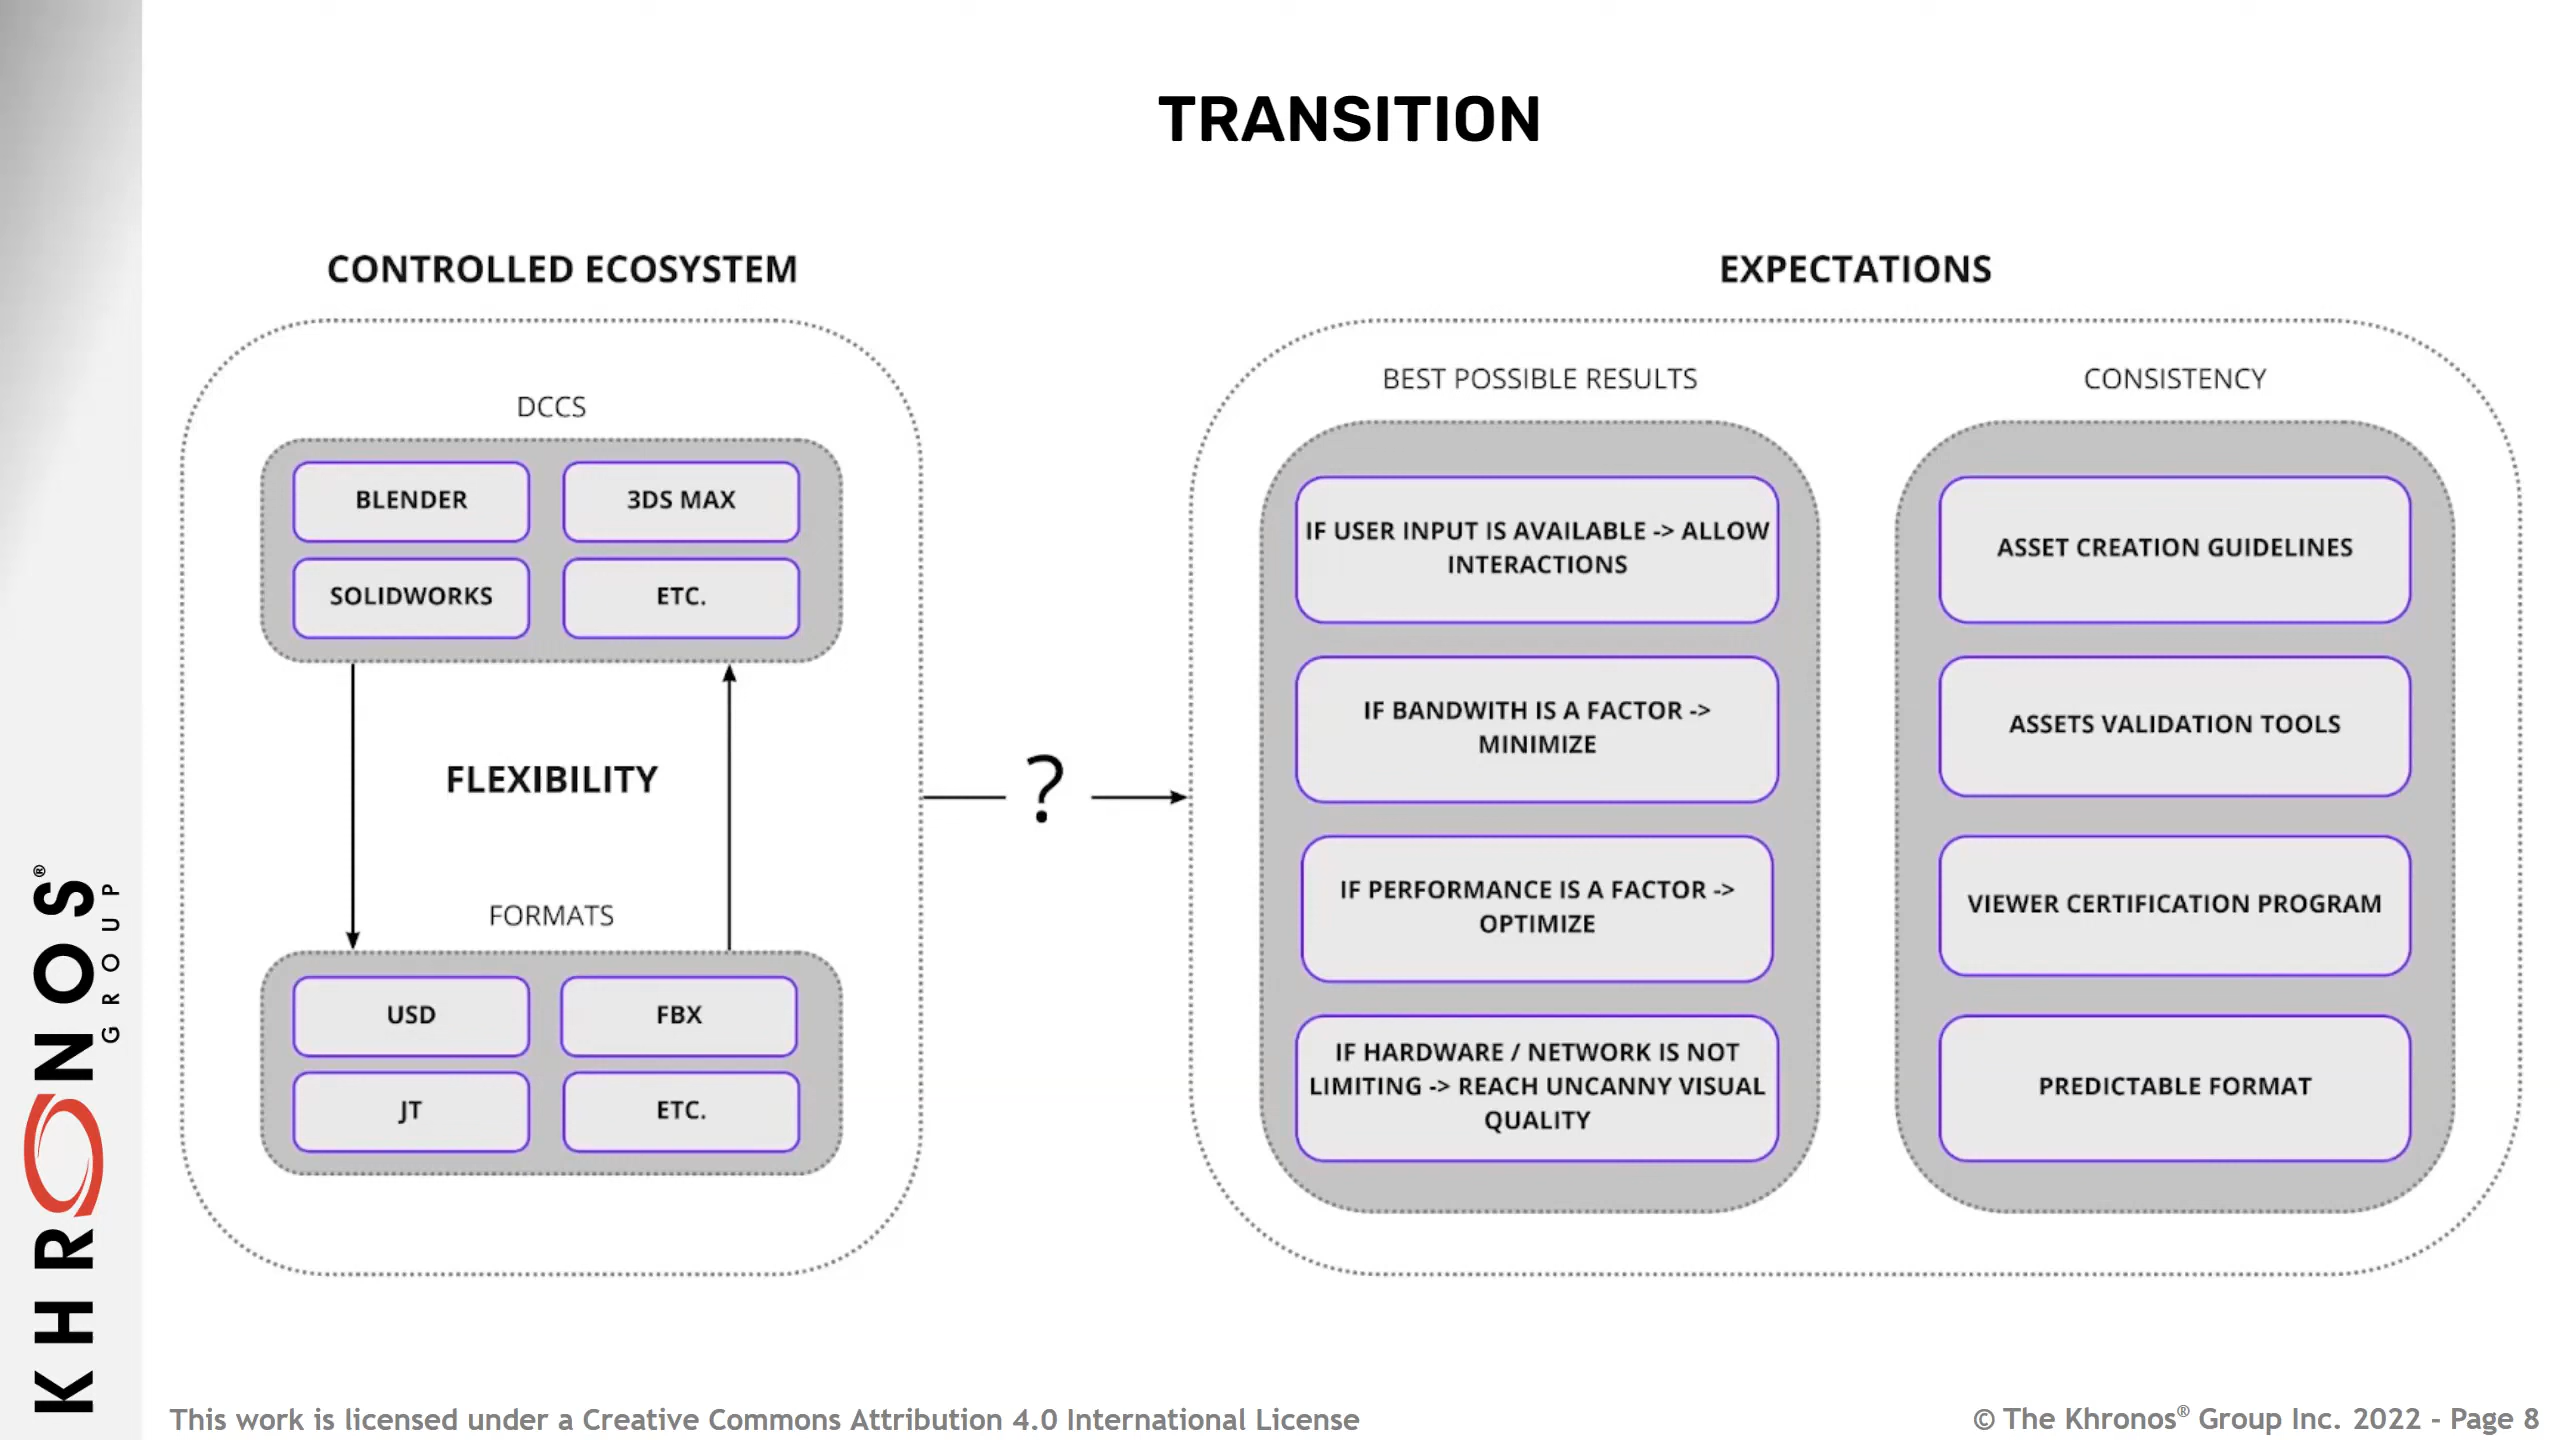 TRANSITION
CONTROLLED ECOSYSTEM
DCCS
BLENDER
3DS MAX
SOLIDWORKS
ETC.
FLEXIBILITY
FORMATS
USD
FBX
JT
ETC.
?
EXPECTATIONS
BEST POSSIBLE RESULTS
IF USER INPUT IS AVAILABLE -> ALLOW
INTERACTIONS
IF BANDWITH IS A FACTOR ->
MINIMIZE
IF PERFORMANCE IS A FACTOR ->
OPTIMIZE
IF HARDWARE / NETWORK IS NOT
LIMITING -> REACH UNCANNY VISUAL
QUALITY
CONSISTENCY
ASSET CREATION GUIDELINES
ASSETS VALIDATION TOOLS
VIEWER CERTIFICATION PROGRAM
PREDICTABLE FORMAT
KHRONOS®
GROUP
This work is licensed under a Creative Commons Attribution 4.0 International License
© The Khronos® Group Inc. 2022 - Page 8